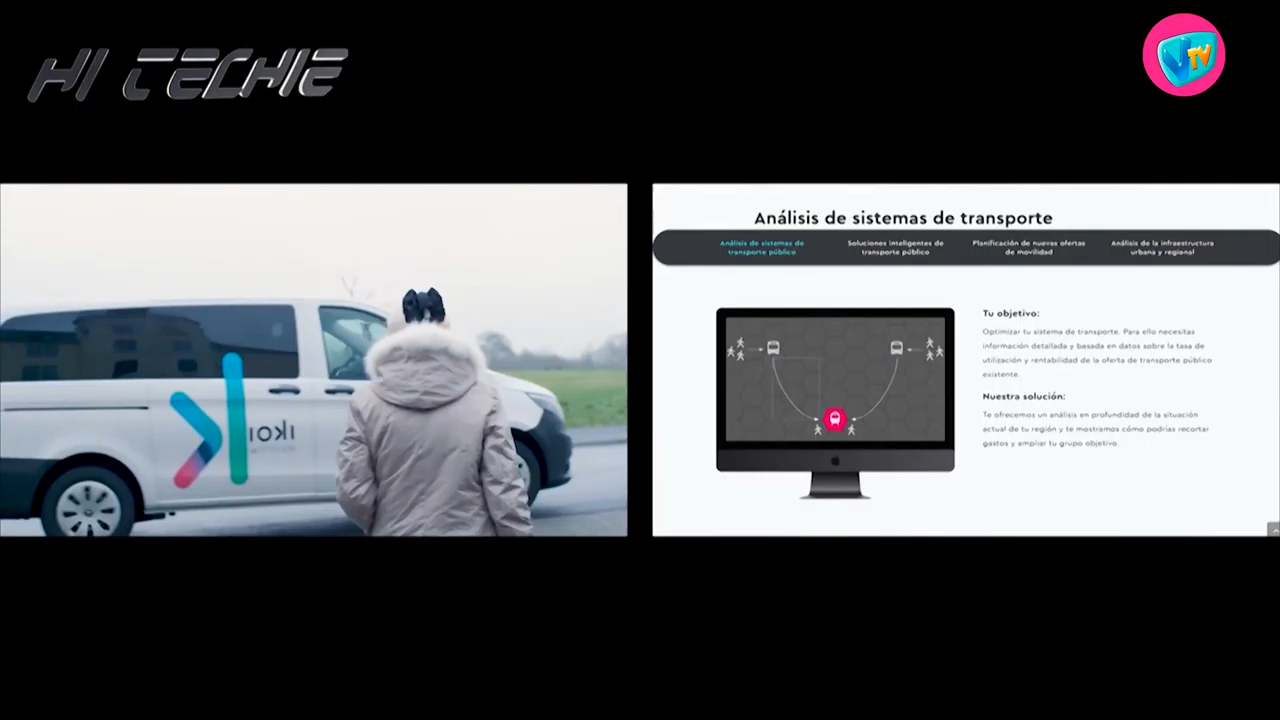 HI TECHIE
VTV
ioki
Análisis de sistemas de transporte
Análisis de sistemas de
transporte público
Soluciones inteligentes de
transporte público
Planificación de nuevas ofertas
de movilidad
Análisis de la infraestructura
urbana y regional
Tu objetivo:
Optimizar tu sistema de transporte. Para ello necesitas
información detallada y basada en datos sobre la tasa de
utilización y rentabilidad de la oferta de transporte público
existente.
Nuestra solución:
Te ofrecemos un análisis en profundidad de la situación
actual de tu región y te mostramos cómo podrías recortar
gastos y ampliar tu grupo objetivo.